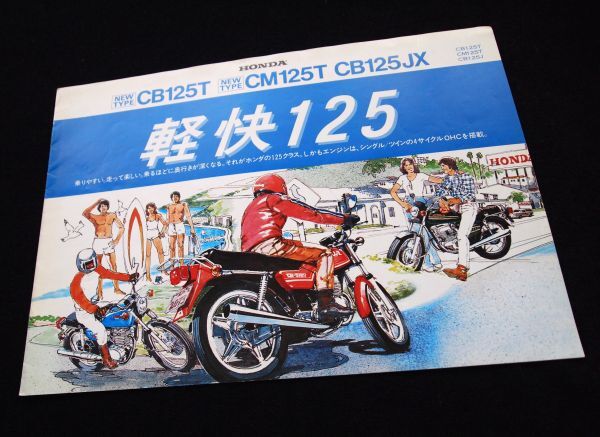 HONDA
NEW TYPE CB125T NEW TYPE CM125T CB125JX
CB125T
CM125T
CB125J
軽快125
乗りやすい、走って楽しい。乗るほどに奥行きが深くなる。それがホンダの125クラス。しかもエンジンは、シングル/ツインの4サイクルOHCを搭載。
HONDA